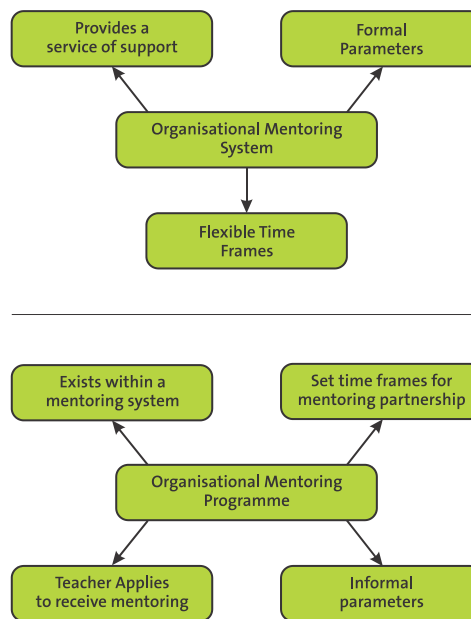 Provides a
service of support
Formal
Parameters
Organisational Mentoring
System
Flexible Time
Frames
Exists within a
mentoring system
Set time frames for
mentoring partnership
Organisational Mentoring
Programme
Teacher Applies
to receive mentoring
Informal
parameters